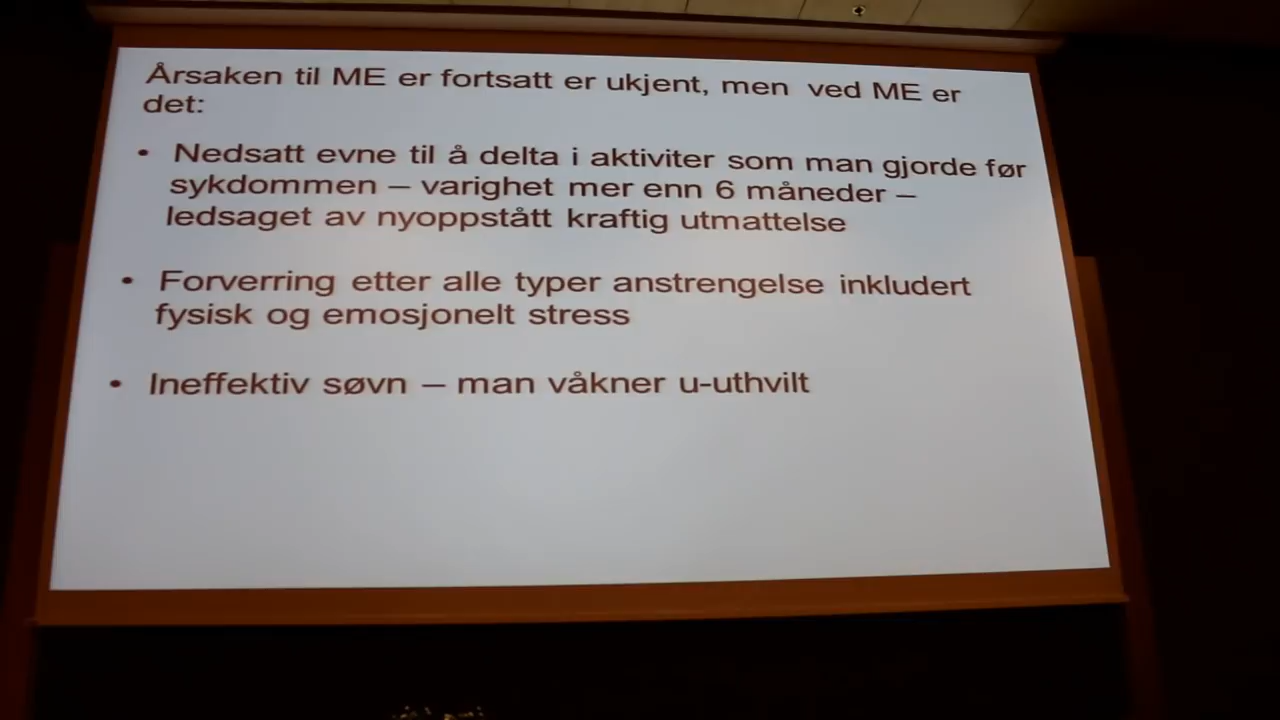 Årsaken til ME er fortsatt er ukjent, men ved ME er
det:
• Nedsatt evne til å delta i aktiviter som man gjorde før
sykdommen – varighet mer enn 6 måneder –
ledsaget av nyoppstått kraftig utmattelse
• Forverring etter alle typer anstrengelse inkludert
fysisk og emosjonelt stress
• Ineffektiv søvn – man våkner u-uthvilt